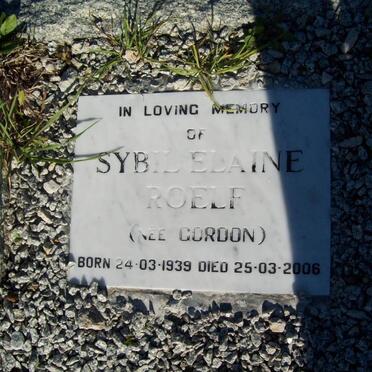 IN LOVING MEMORY
OF
SYBIL ELAINE
ROELF
(NEE GORDON)
BORN 24-03-1939 DIED 25-03-2006